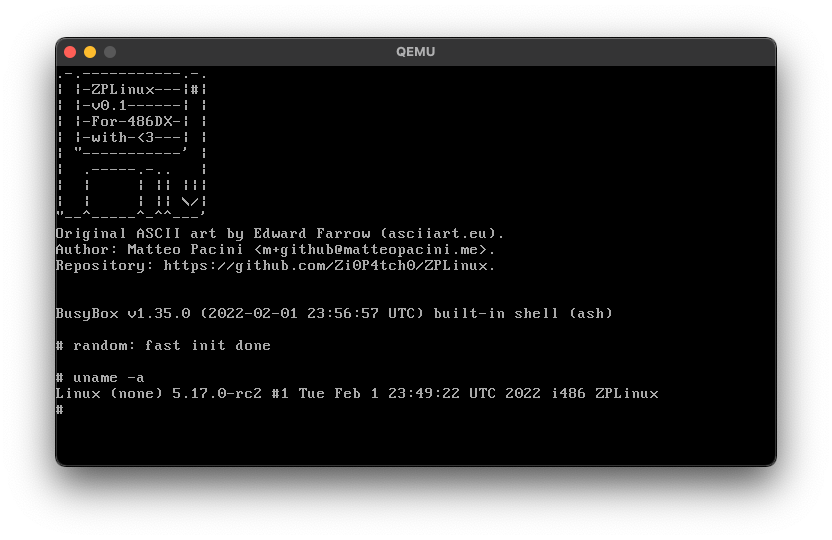 QEMU
.-.-----------.-.
¦ ¦-ZPLinux---¦#¦
¦ ¦-v0.1------¦ ¦
¦ ¦-For-486DX-¦ ¦
¦ ¦-with-<3---¦ ¦
¦ "-----------' ¦
¦  .-----.-..   ¦
¦  ¦     ¦ ¦¦ ¦¦¦
¦  ¦     ¦ ¦¦ \/¦
"--^-----^-^^---'
Original ASCII art by Edward Farrow (asciiart.eu).
Author: Matteo Pacini <m+github@matteopacini.me>.
Repository: https://github.com/Zi0P4tch0/ZPLinux.
BusyBox v1.35.0 (2022-02-01 23:56:57 UTC) built-in shell (ash)
# random: fast init done
# uname -a
Linux (none) 5.17.0-rc2 #1 Tue Feb 1 23:49:22 UTC 2022 i486 ZPLinux
#